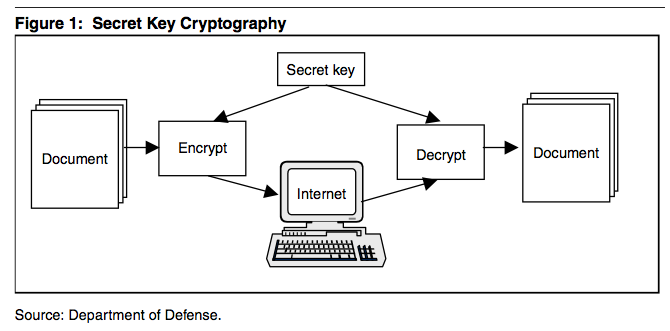 Figure 1: Secret Key Cryptography
Secret key
Document
Encrypt
Internet
Decrypt
Document
Source: Department of Defense.